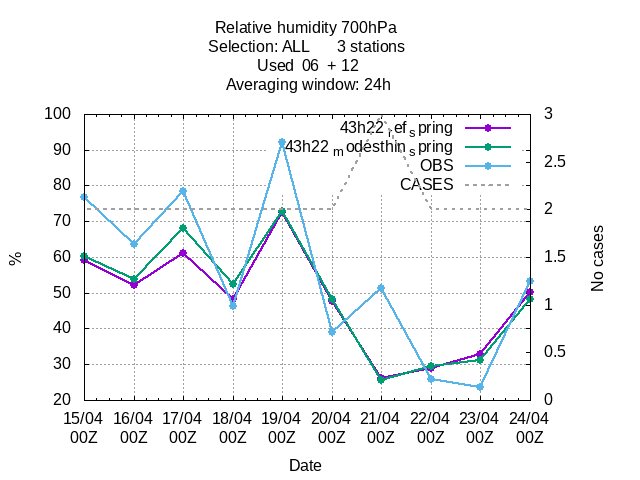 Relative humidity 700hPa
Selection: ALL 3 stations
Used 06 + 12
Averaging window: 24h
43h22 ref s pring
43h22 m odesthin s pring
OBS
CASES
100
90
80
70
60
50
40
30
20
3
2.5
2
1.5
1
0.5
0
%
No cases
15/04 16/04 17/04 18/04 19/04 20/04 21/04 22/04 23/04 24/04
00Z 00Z 00Z 00Z 00Z 00Z 00Z 00Z 00Z 00Z
Date